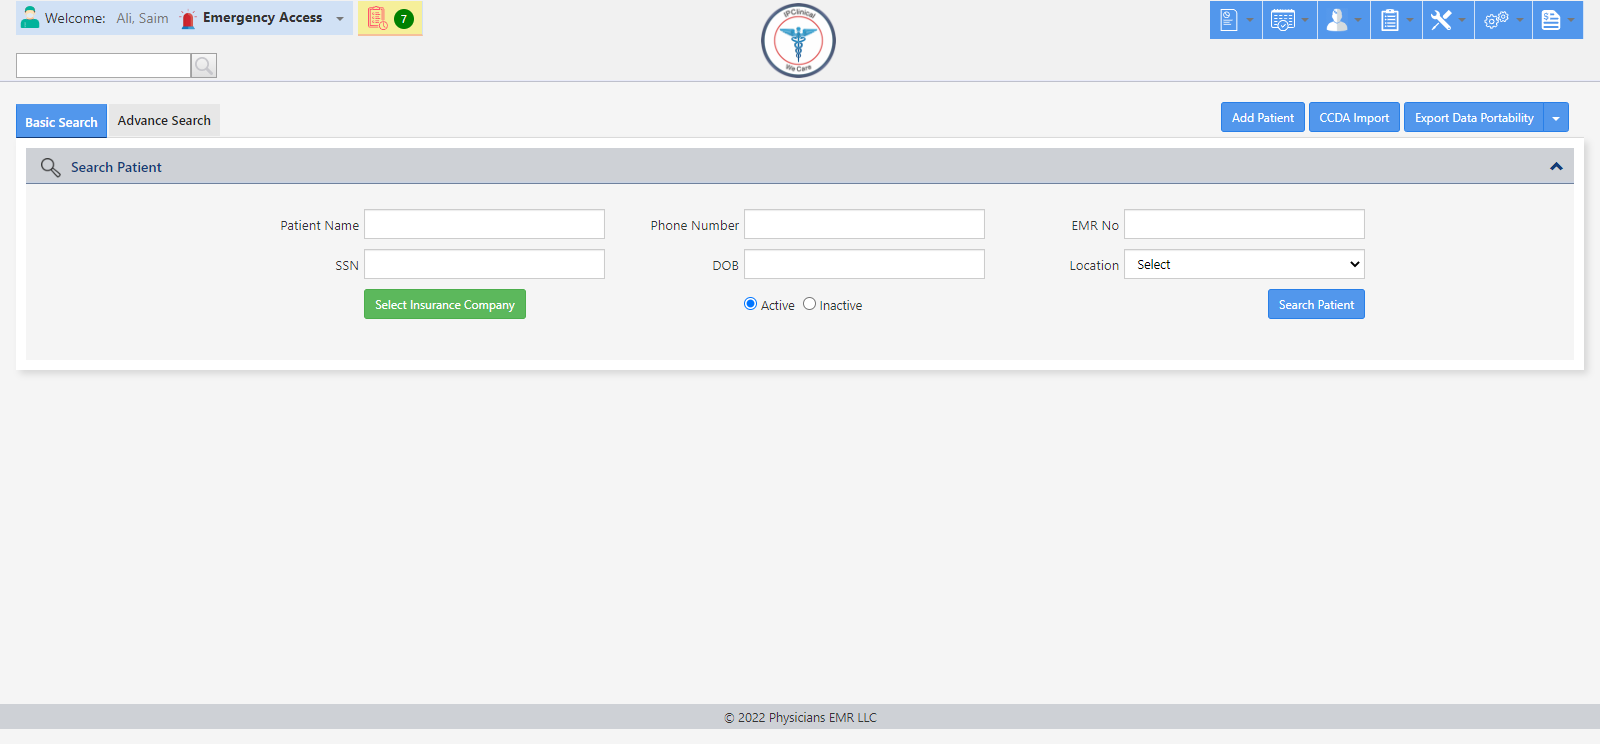 Welcome: Ali, Saim Emergency Access 7
IPClinical
We Care
Basic Search Advance Search Add Patient CCDA Import Export Data Portability
Search Patient
Patient Name Phone Number EMR No
SSN DOB Location Select
Select Insurance Company Active Inactive Search Patient
© 2022 Physicians EMR LLC